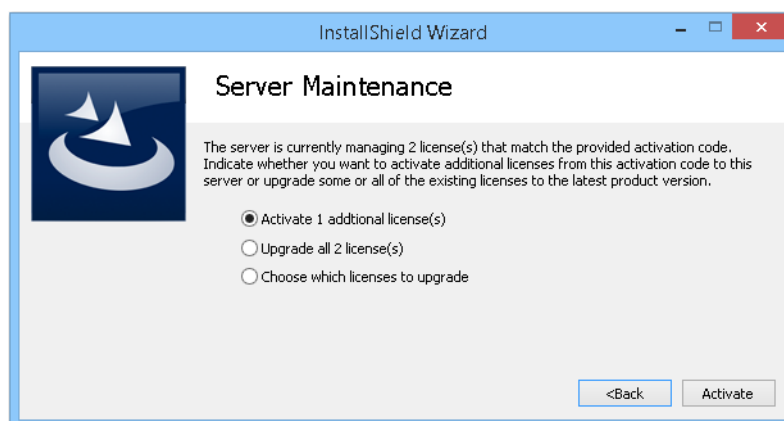 InstallShield Wizard
Server Maintenance
The server is currently managing 2 license(s) that match the provided activation code.
Indicate whether you want to activate additional licenses from this activation code to this
server or upgrade some or all of the existing licenses to the latest product version.
Activate 1 addtional license(s)
Upgrade all 2 license(s)
Choose which licenses to upgrade
<Back Activate